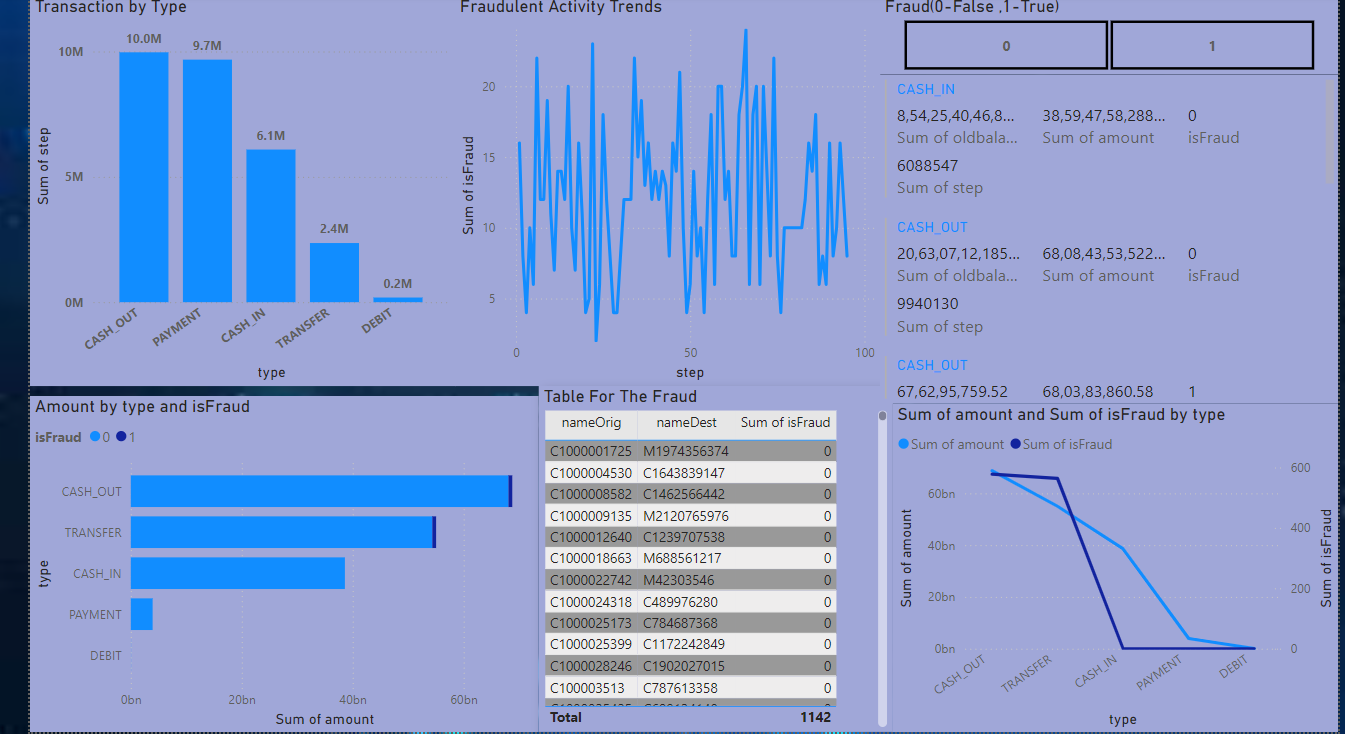 Transaction by Type
10M
5M
0M
Sum of step
10.0M
9.7M
6.1M
2.4M
0.2M
CASH_OUT
PAYMENT
CASH_IN
TRANSFER
DEBIT
type
Fraudulent Activity Trends
Sum of isFraud
20
15
10
5
0
50
100
step
Fraud(0-False ,1-True)
0
1
CASH_IN
8,54,25,40,46,8... 38,59,47,58,288... 0
Sum of oldbala... Sum of amount isFraud
6088547
Sum of step
CASH_OUT
20,63,07,12,185... 68,08,43,53,522... 0
Sum of oldbala... Sum of amount isFraud
9940130
Sum of step
CASH_OUT
67,62,95,759.52 68,03,83,860.58 1
Amount by type and isFraud
isFraud 0 1
type
CASH_OUT
TRANSFER
CASH_IN
PAYMENT
DEBIT
0bn 20bn 40bn 60bn
Sum of amount
Table For The Fraud
nameOrig nameDest Sum of isFraud
C1000001725 M1974356374 0
C1000004530 C1643839147 0
C1000008582 C1462566442 0
C1000009135 M2120765976 0
C1000012640 C1239707538 0
C1000018663 M688561217 0
C1000022742 M42303546 0
C1000024318 C489976280 0
C1000025173 C784687368 0
C1000025399 C1172242849 0
C1000028246 C1902027015 0
C100003513 C787613358 0
Total 1142
Sum of amount and Sum of isFraud by type
Sum of amount Sum of isFraud
Sum of amount
60bn
40bn
20bn
0bn
600
400
200
0
Sum of isFraud
CASH_OUT
TRANSFER
CASH_IN
PAYMENT
DEBIT
type